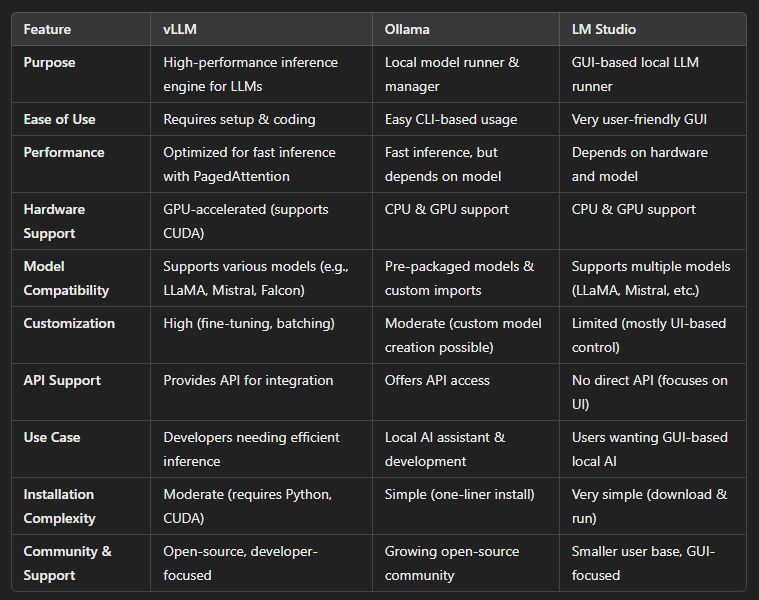 Feature vLLM Ollama LM Studio
Purpose High-performance inference Local model runner & GUI-based local LLM
engine for LLMs manager runner
Ease of Use Requires setup & coding Easy CLI-based usage Very user-friendly GUI
Performance Optimized for fast inference Fast inference, but Depends on hardware
with PagedAttention depends on model and model
Hardware GPU-accelerated (supports CPU & GPU support CPU & GPU support
Support CUDA)
Model Supports various models (e.g., Pre-packaged models & Supports multiple models
Compatibility LLaMA, Mistral, Falcon) custom imports (LLaMA, Mistral, etc.)
Customization High (fine-tuning, batching) Moderate (custom model Limited (mostly UI-based
creation possible) control)
API Support Provides API for integration Offers API access No direct API (focuses on
UI)
Use Case Developers needing efficient Local AI assistant & Users wanting GUI-based
inference development local AI
Installation Moderate (requires Python, Simple (one-liner install) Very simple (download &
Complexity CUDA) run)
Community & Open-source, developer- Growing open-source Smaller user base, GUI-
Support focused community focused